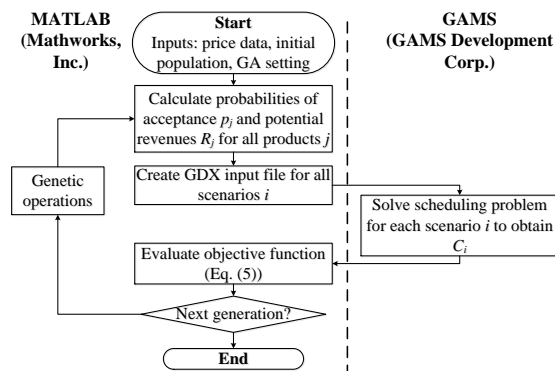 MATLAB
(Mathworks,
Inc.)
GAMS
(GAMS Development
Corp.)
Start
Inputs: price data, initial
population, GA setting
Calculate probabilities of
acceptance pj and potential
revenues Rj for all products j
Create GDX input file for all
scenarios i
Genetic
operations
Solve scheduling problem
for each scenario i to obtain
Ci
Evaluate objective function
(Eq. (5))
Next generation?
End